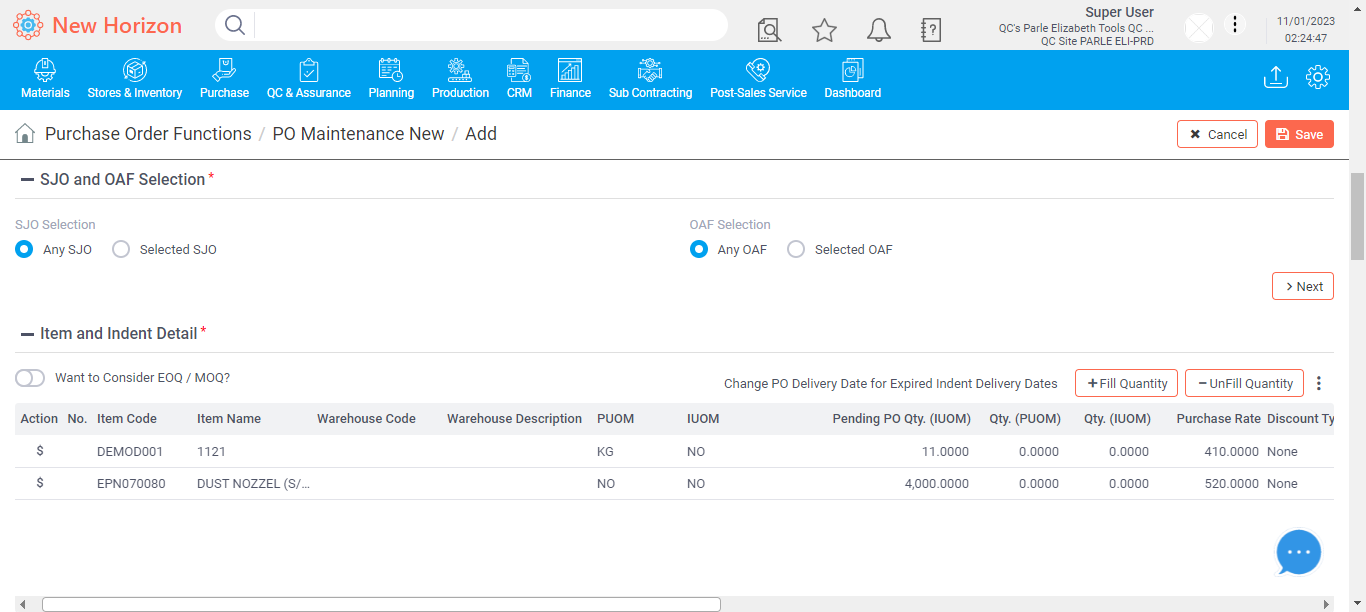 New Horizon
Super User
QC's Parle Elizabeth Tools QC ...
QC Site PARLE ELI-PRD
11/01/2023
02:24:47
Materials Stores & Inventory Purchase QC & Assurance Planning Production CRM Finance Sub Contracting Post-Sales Service Dashboard
Purchase Order Functions / PO Maintenance New / Add
Cancel Save
SJO and OAF Selection *
SJO Selection OAF Selection
Any SJO Selected SJO Any OAF Selected OAF
> Next
Item and Indent Detail *
Want to Consider EOQ / MOQ?
Change PO Delivery Date for Expired Indent Delivery Dates + Fill Quantity − UnFill Quantity
Action No. Item Code Item Name Warehouse Code Warehouse Description PUOM IUOM Pending PO Qty. (IUOM) Qty. (PUOM) Qty. (IUOM) Purchase Rate Discount Ty
$ DEMOD001 1121 KG NO 11.0000 0.0000 0.0000 410.0000 None
$ EPN070080 DUST NOZZEL (S/... NO NO 4,000.0000 0.0000 0.0000 520.0000 None